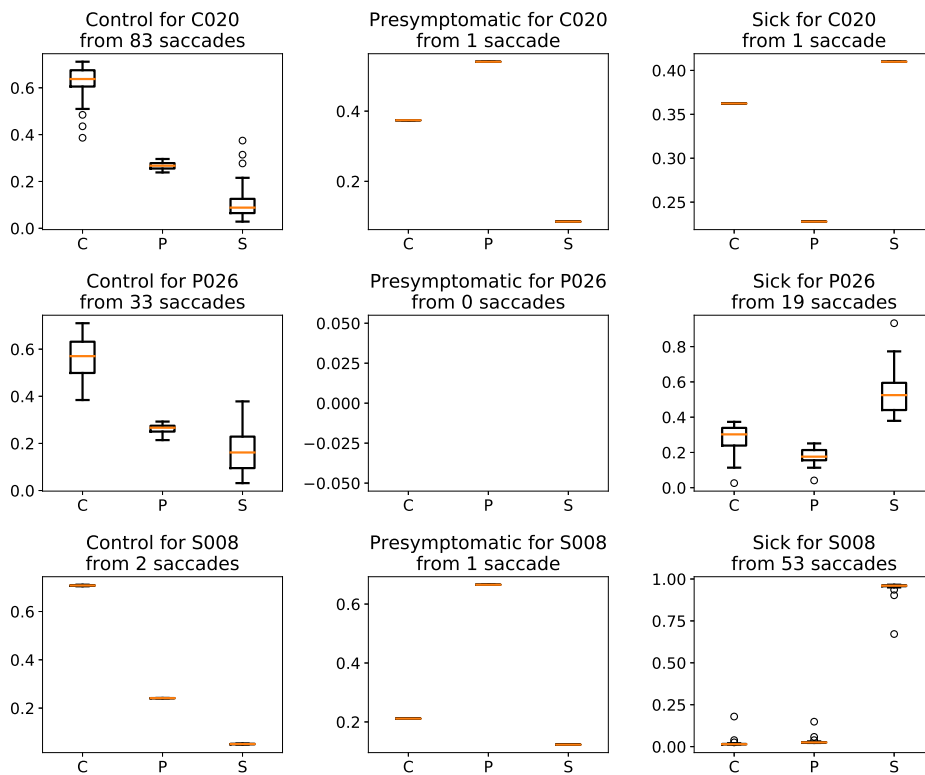 Control for C020
from 83 saccades
0.6
0.4
0.2
0.0
C P S
Presymptomatic for C020
from 1 saccade
0.4
0.2
C P S
Sick for C020
from 1 saccade
0.40
0.35
0.30
0.25
C P S
Control for P026
from 33 saccades
0.6
0.4
0.2
0.0
C P S
Presymptomatic for P026
from 0 saccades
0.050
0.025
0.000
−0.025
−0.050
C P S
Sick for P026
from 19 saccades
0.8
0.6
0.4
0.2
0.0
C P S
Control for S008
from 2 saccades
0.6
0.4
0.2
C P S
Presymptomatic for S008
from 1 saccade
0.6
0.4
0.2
C P S
Sick for S008
from 53 saccades
1.00
0.75
0.50
0.25
0.00
C P S